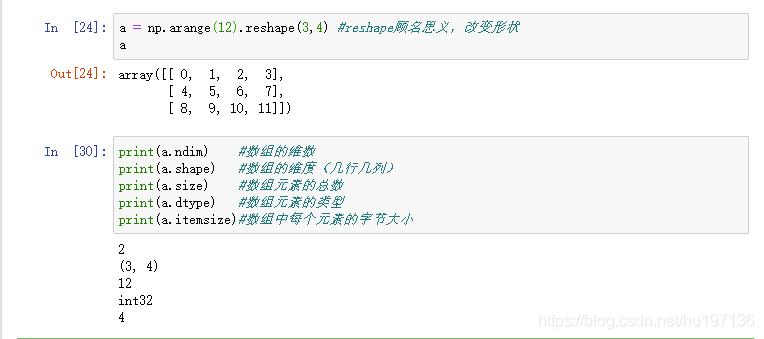 In [24]: a = np.arange(12).reshape(3,4) #reshape顾名思义，改变形状
a
Out[24]: array([[ 0, 1, 2, 3],
[ 4, 5, 6, 7],
[ 8, 9, 10, 11]])
In [30]: print(a.ndim) #数组的维数
print(a.shape) #数组的维度（几行几列）
print(a.size) #数组元素的总数
print(a.dtype) #数组元素的类型
print(a.itemsize)#数组中每个元素的字节大小
2
(3, 4)
12
int32
4
https://blog.csdn.net/hu197136